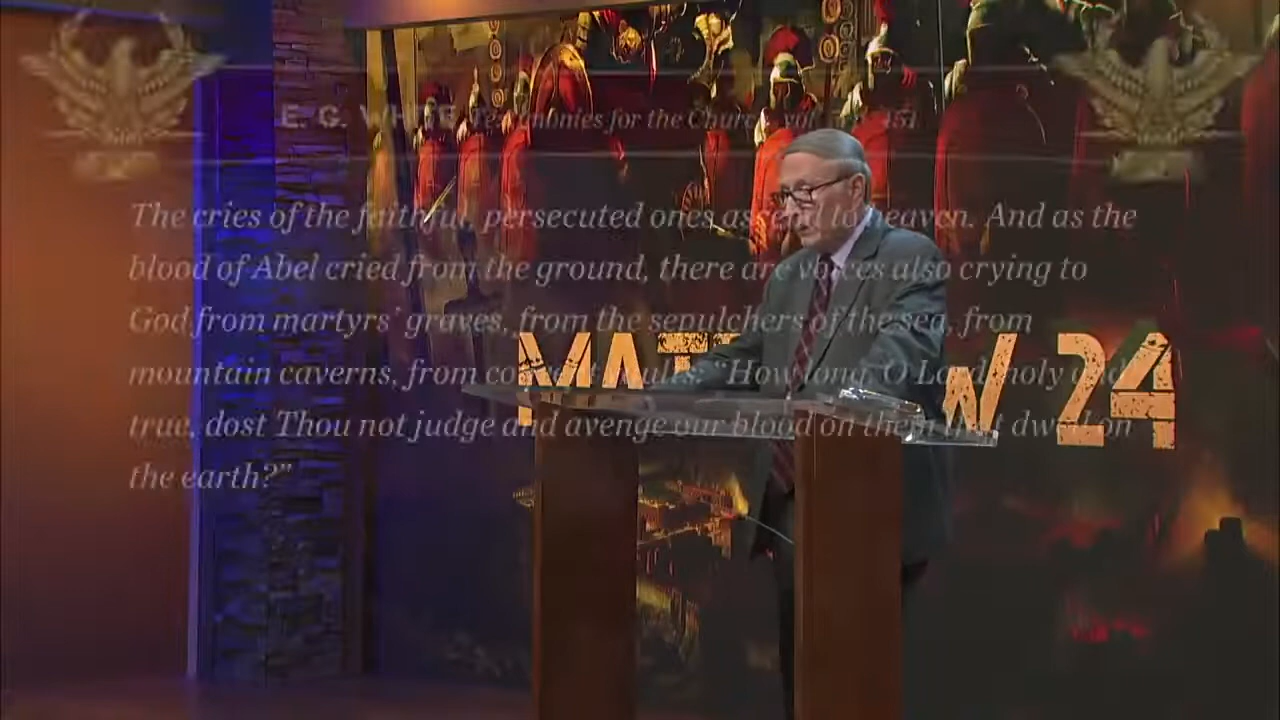 E. G. WHITE Testimonies for the Church, vol. 451
The cries of the faithful, persecuted ones ascend to heaven. And as the
blood of Abel cried from the ground, there are voices also crying to
God from martyrs' graves, from the sepulchers of the sea, from
mountain caverns, from convent vaults: "How long, O Lord, holy and
true, dost Thou not judge and avenge our blood on them that dwell on
the earth?"
MATTHEW 24